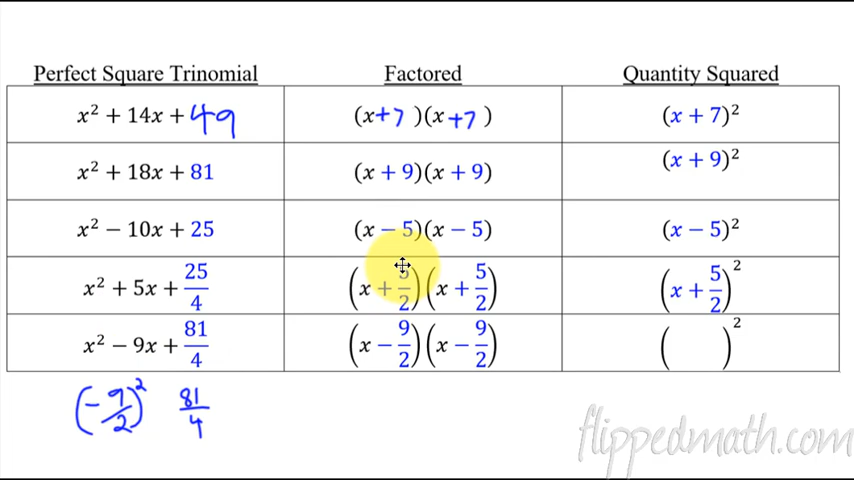 Perfect Square Trinomial Factored Quantity Squared
x² + 14x + 49 (x+7)(x+7) (x + 7)²
x² + 18x + 81 (x + 9)(x + 9) (x + 9)²
x² − 10x + 25 (x − 5)(x − 5) (x − 5)²
x² + 5x + 25/4 (x + 5/2)(x + 5/2) (x + 5/2)²
x² − 9x + 81/4 (x − 9/2)(x − 9/2) ( )²
(−9/2)² 81/4
flippedmath.com